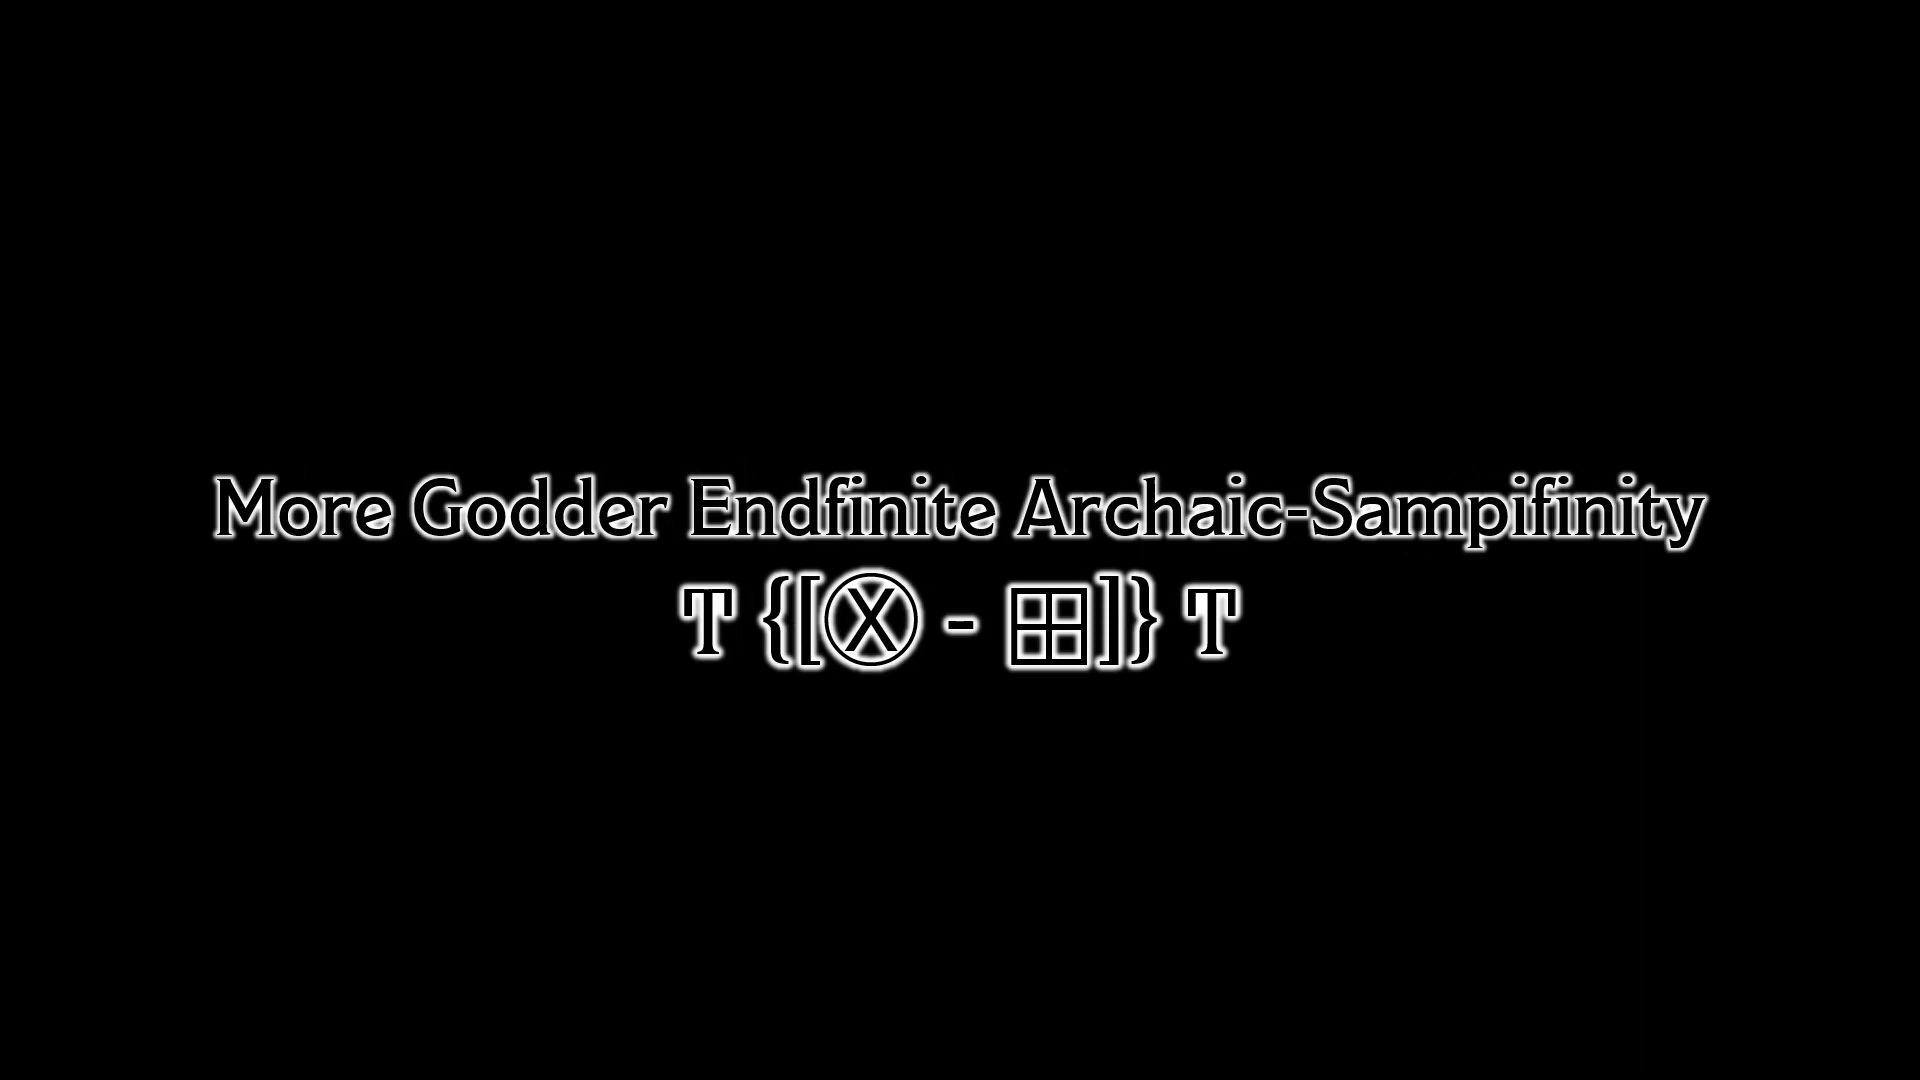 More Godder Endfinite Archaic-Sampifinity
Ͳ {[Ⓧ - ⊞]} Ͳ